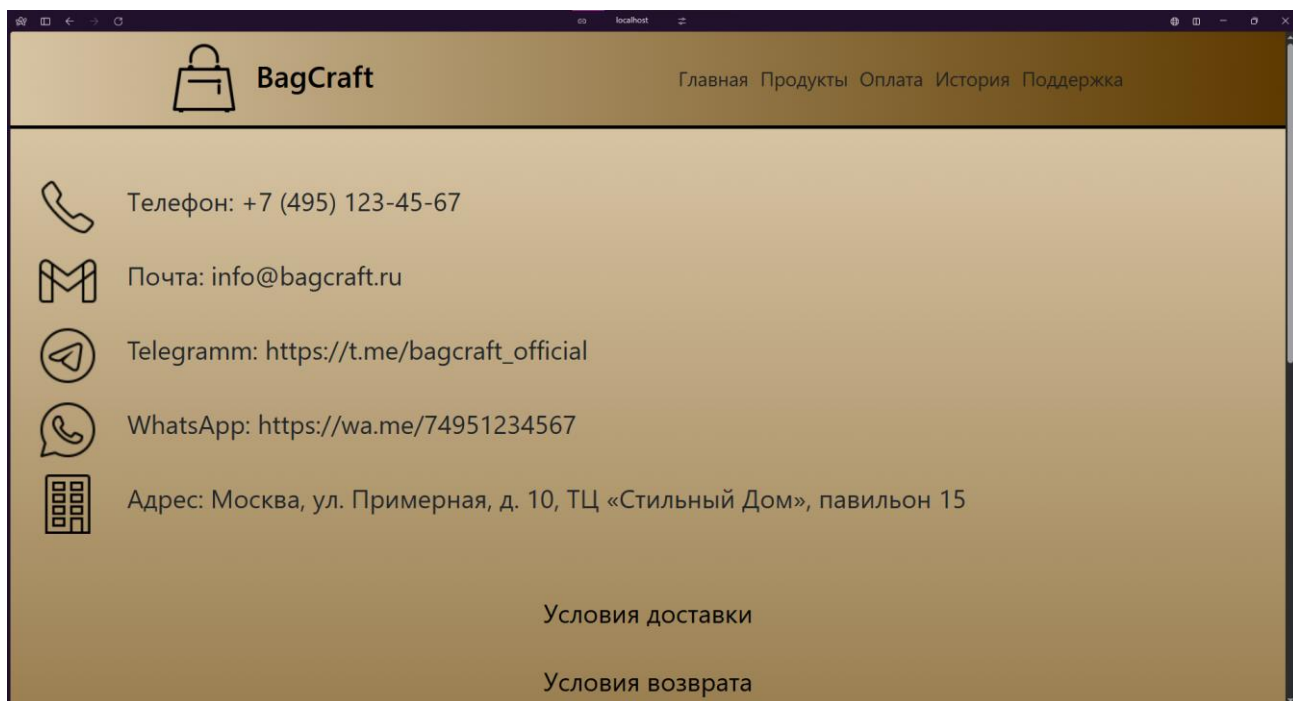 localhost
BagCraft
Главная Продукты Оплата История Поддержка
Телефон: +7 (495) 123-45-67
Почта: info@bagcraft.ru
Telegramm: https://t.me/bagcraft_official
WhatsApp: https://wa.me/74951234567
Адрес: Москва, ул. Примерная, д. 10, ТЦ «Стильный Дом», павильон 15
Условия доставки
Условия возврата